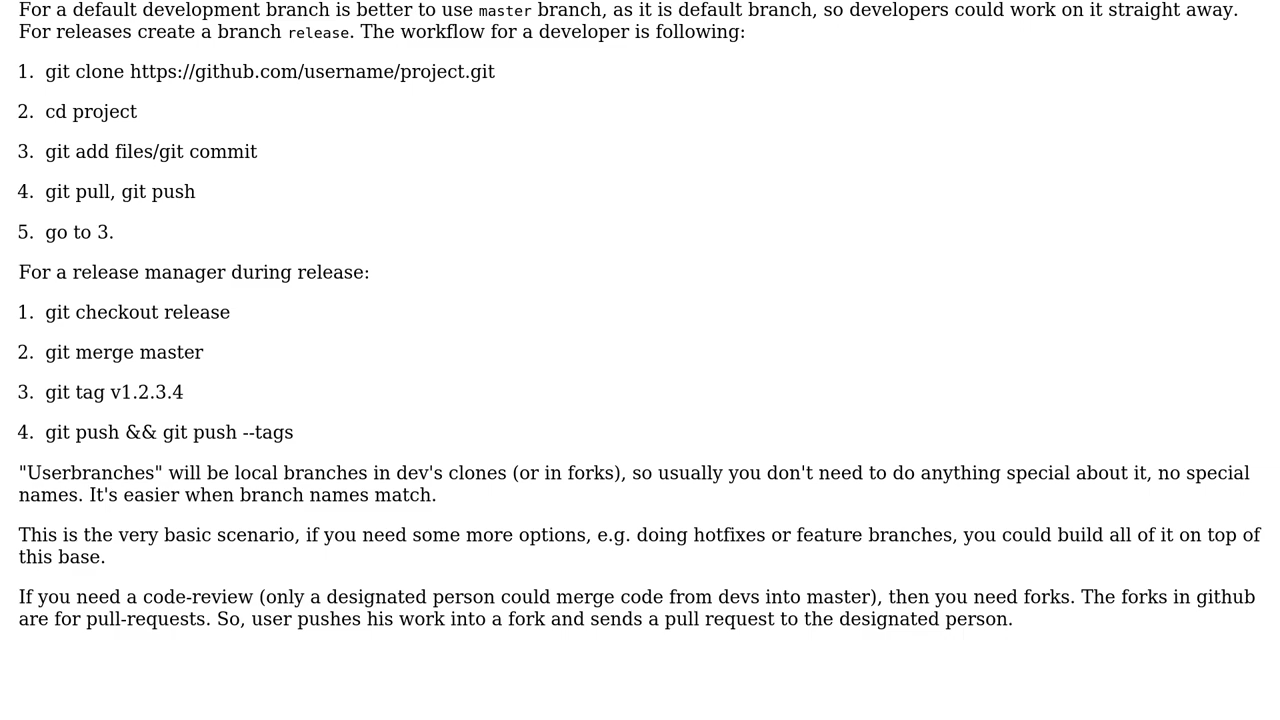 For a default development branch is better to use master branch, as it is default branch, so developers could work on it straight away.
For releases create a branch release. The workflow for a developer is following:
1. git clone https://github.com/username/project.git
2. cd project
3. git add files/git commit
4. git pull, git push
5. go to 3.
For a release manager during release:
1. git checkout release
2. git merge master
3. git tag v1.2.3.4
4. git push && git push --tags
"Userbranches" will be local branches in dev's clones (or in forks), so usually you don't need to do anything special about it, no special
names. It's easier when branch names match.
This is the very basic scenario, if you need some more options, e.g. doing hotfixes or feature branches, you could build all of it on top of
this base.
If you need a code-review (only a designated person could merge code from devs into master), then you need forks. The forks in github
are for pull-requests. So, user pushes his work into a fork and sends a pull request to the designated person.